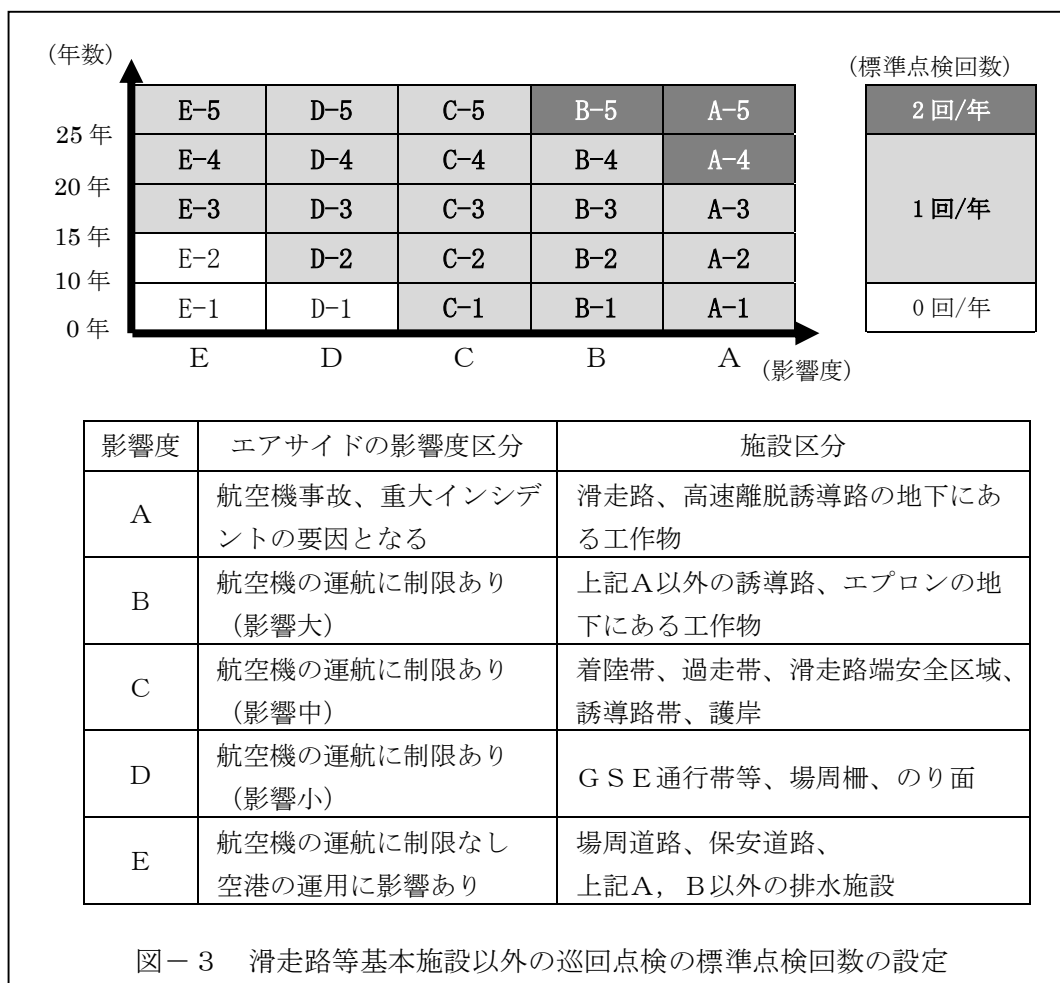 (年数)
(標準点検回数)
E-5 D-5 C-5 B-5 A-5 2回/年
25年
E-4 D-4 C-4 B-4 A-4
20年
E-3 D-3 C-3 B-3 A-3 1回/年
15年
E-2 D-2 C-2 B-2 A-2
10年
E-1 D-1 C-1 B-1 A-1 0回/年
0年
E D C B A (影響度)
影響度 エアサイドの影響度区分 施設区分
A
航空機事故、重大インシデ
ントの要因となる
滑走路、高速離脱誘導路の地下にあ
る工作物
B
航空機の運航に制限あり
(影響大)
上記A以外の誘導路、エプロンの地
下にある工作物
C
航空機の運航に制限あり
(影響中)
着陸帯、過走帯、滑走路端安全区域、
誘導路帯、護岸
D
航空機の運航に制限あり
(影響小)
GSE通行帯等、場周柵、のり面
E
航空機の運航に制限なし
空港の運用に影響あり
場周道路、保安道路、
上記A，B以外の排水施設
図-3 滑走路等基本施設以外の巡回点検の標準点検回数の設定